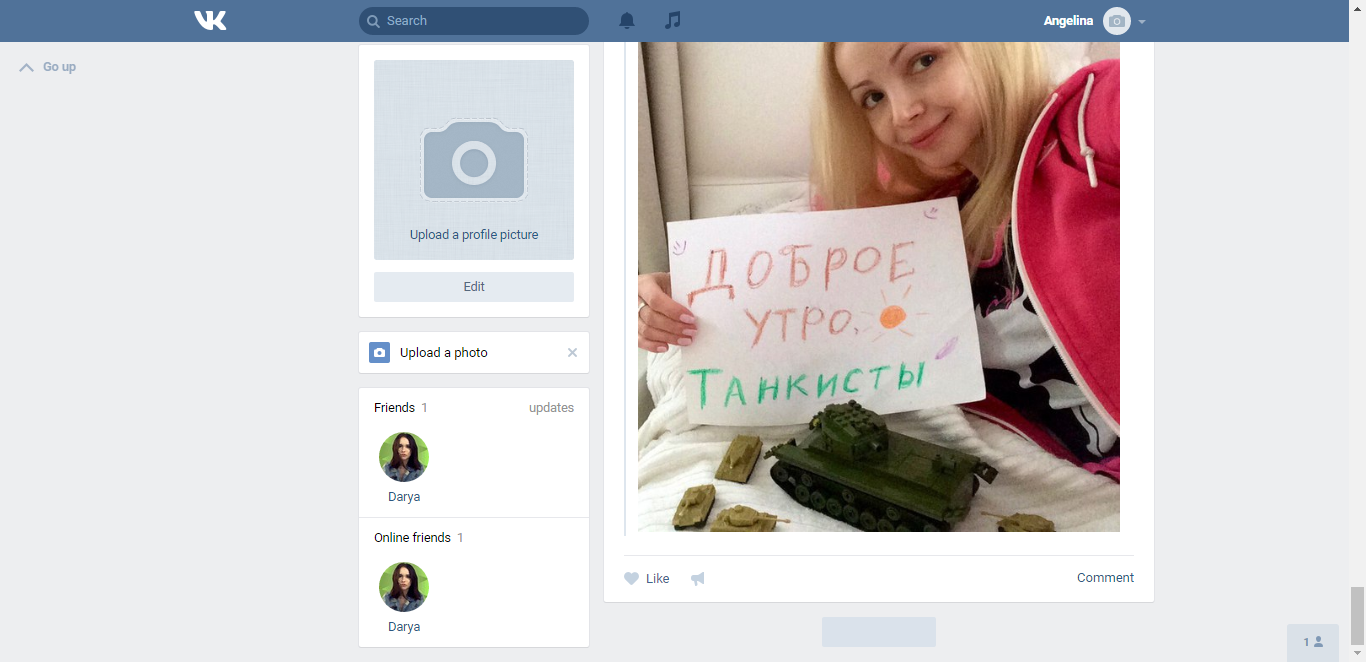 VK
Search
Angelina
Go up
Upload a profile picture
Edit
Upload a photo
Friends 1
updates
Darya
Online friends 1
Darya
ДОБРОЕ
УТРО,
ТАНКИСТЫ
Like
Comment
1